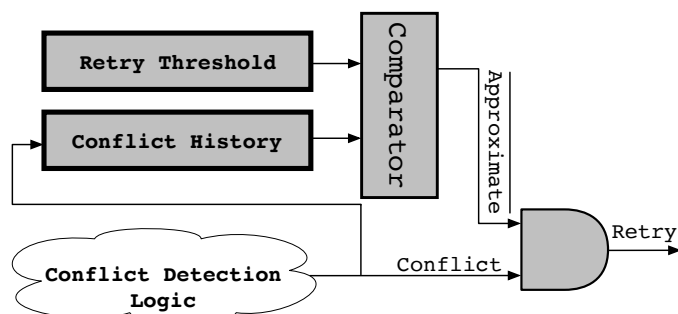 Retry Threshold
Conflict History
Comparator
Approximate
Conflict Detection
Logic
Conflict
Retry